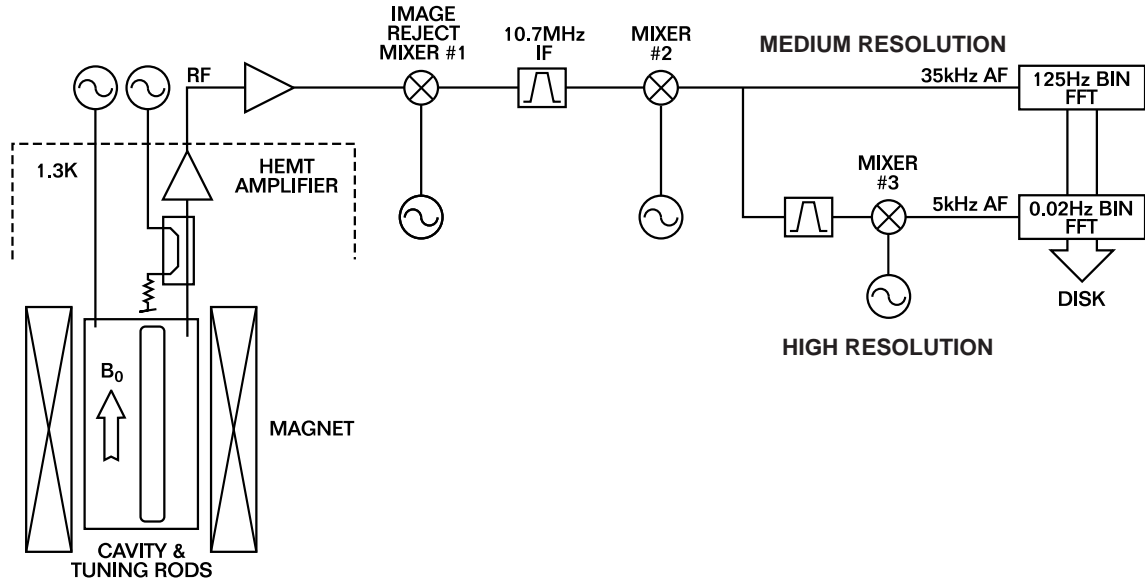 IMAGE
REJECT
MIXER #1
10.7MHz
IF
MIXER
#2
MEDIUM RESOLUTION
RF
35kHz AF
125Hz BIN
FFT
1.3K
HEMT
AMPLIFIER
MIXER
#3
5kHz AF
0.02Hz BIN
FFT
DISK
HIGH RESOLUTION
B₀
MAGNET
CAVITY &
TUNING RODS